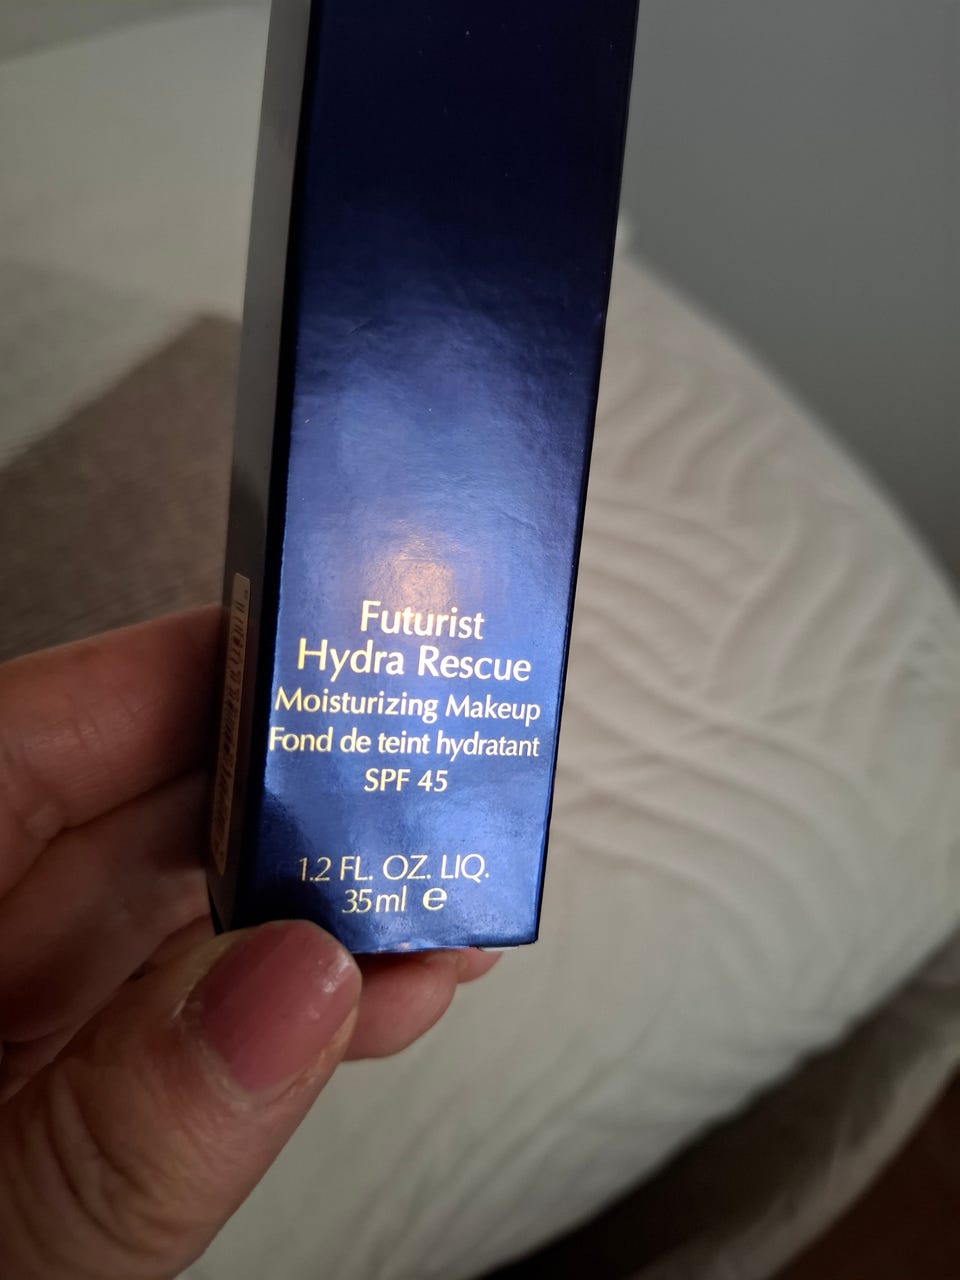 Futurist
Hydra Rescue
Moisturizing Makeup
Fond de teint hydratant
SPF 45
1.2 FL. OZ. LIQ.
35ml e